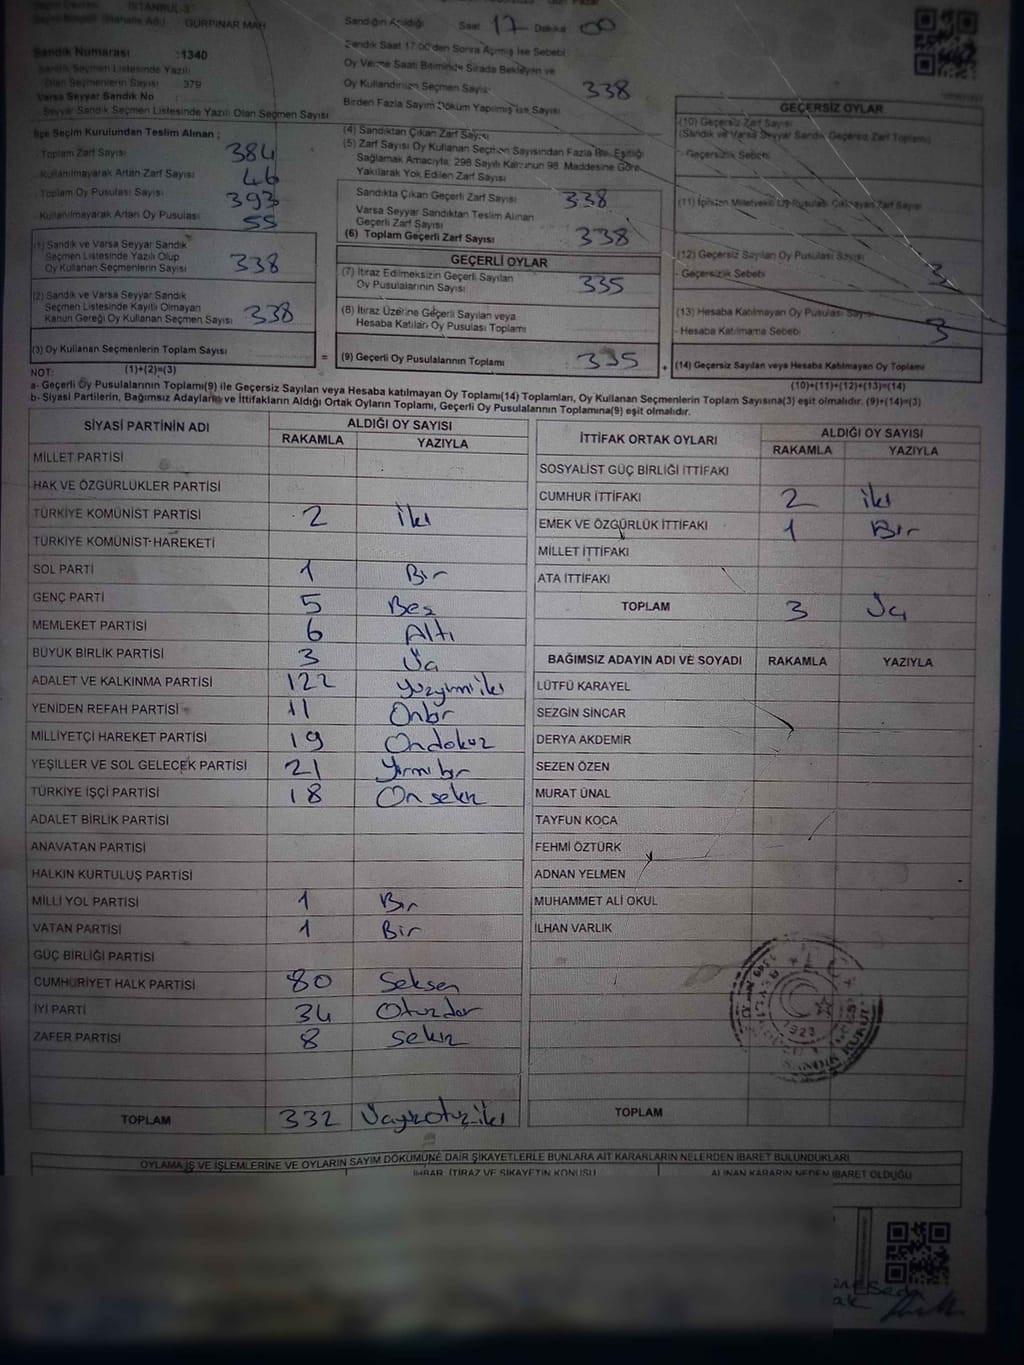 İSTANBUL-3
GÜRPINAR MAH
Sandığın Açıldığı Saat 17 Dakika 00
Sandık Numarası :1340
Sandık Saat 17:00'den Sonra Açmış İse Sebebi
Sandık Seçmen Listesinde Yazılı
Olan Seçmenlerin Sayısı 379
Oy Verme Saati Bitiminde Sırada Bekleyen ve
Oy Kullandırılan Seçmen Sayısı 338
Varsa Seyyar Sandık No
Seyyar Sandık Seçmen Listesinde Yazılı Olan Seçmen Sayısı
Birden Fazla Sayım Döküm Yapılmış İse Sayısı
İlçe Seçim Kurulundan Teslim Alınan ;
Toplam Zarf Sayısı 384
Kullanılmayarak Artan Zarf Sayısı 46
Toplam Oy Pusulası Sayısı 393
Kullanılmayarak Artan Oy Pusulası 55
(1) Sandık ve Varsa Seyyar Sandık
Seçmen Listesinde Yazılı Olup
Oy Kullanan Seçmenlerin Sayısı 338
(2) Sandık ve Varsa Seyyar Sandık
Seçmen Listesinde Kayıtlı Olmayan
Kanun Gereği Oy Kullanan Seçmen Sayısı 338
(3) Oy Kullanan Seçmenlerin Toplam Sayısı
(4) Sandıktan Çıkan Zarf Sayısı
(5) Zarf Sayısı Oy Kullanan Seçmen Sayısından Fazla İse, Eşitliği
Sağlamak Amacıyla, 298 Sayılı Kanunun 98. Maddesine Göre
Yakılarak Yok Edilen Zarf Sayısı
Sandıkta Çıkan Geçerli Zarf Sayısı 338
Varsa Seyyar Sandıktan Teslim Alınan
Geçerli Zarf Sayısı
(6) Toplam Geçerli Zarf Sayısı 338
GEÇERLİ OYLAR
(7) İtiraz Edilmeksizin Geçerli Sayılan
Oy Pusulalarının Sayısı 335
(8) İtiraz Üzerine Geçerli Sayılan veya
Hesaba Katılan Oy Pusulası Toplamı
= (9) Geçerli Oy Pusulalarının Toplamı 335
GEÇERSİZ OYLAR
(10) Geçersiz Zarf Sayısı
(Sandık ve Varsa Seyyar Sandık Geçersiz Zarf Toplamı)
- Geçersizlik Sebebi
(11) İçinden Milletvekili Oy Pusulası Çıkmayan Zarf Sayısı
(12) Geçersiz Sayılan Oy Pusulası Sayısı 3
- Geçersizlik Sebebi
(13) Hesaba Katılmayan Oy Pusulası Sayısı
- Hesaba Katılmama Sebebi 3
+ (14) Geçersiz Sayılan veya Hesaba Katılmayan Oy Toplamı
NOT: (1)+(2)=(3) (10)+(11)+(12)+(13)=(14)
a- Geçerli Oy Pusulalarının Toplamı(9) ile Geçersiz Sayılan veya Hesaba katılmayan Oy Toplamı(14) Toplamları, Oy Kullanan Seçmenlerin Toplam Sayısına(3) eşit olmalıdır. (9)+(14)=(3)
b- Siyasi Partilerin, Bağımsız Adayların ve İttifakların Aldığı Ortak Oyların Toplamı, Geçerli Oy Pusulalarının Toplamına(9) eşit olmalıdır.
SİYASİ PARTİNİN ADI ALDIĞI OY SAYISI
RAKAMLA YAZIYLA
MİLLET PARTİSİ
HAK VE ÖZGÜRLÜKLER PARTİSİ
TÜRKİYE KOMÜNİST PARTİSİ 2 iki
TÜRKİYE KOMÜNİST HAREKETİ
SOL PARTİ 1 Bir
GENÇ PARTİ 5 Beş
MEMLEKET PARTİSİ 6 Altı
BÜYÜK BİRLİK PARTİSİ 3 Üç
ADALET VE KALKINMA PARTİSİ 122 Yüzyirmiiki
YENİDEN REFAH PARTİSİ 11 Onbir
MİLLİYETÇİ HAREKET PARTİSİ 19 Ondokuz
YEŞİLLER VE SOL GELECEK PARTİSİ 21 Yirmibir
TÜRKİYE İŞÇİ PARTİSİ 18 On sekiz
ADALET BİRLİK PARTİSİ
ANAVATAN PARTİSİ
HALKIN KURTULUŞ PARTİSİ
MİLLİ YOL PARTİSİ 1 Bir
VATAN PARTİSİ 1 Bir
GÜÇ BİRLİĞİ PARTİSİ
CUMHURİYET HALK PARTİSİ 80 Seksen
İYİ PARTİ 34 Otuzdör
ZAFER PARTİSİ 8 Sekiz
TOPLAM 332 Üçyüzotuziki
İTTİFAK ORTAK OYLARI ALDIĞI OY SAYISI
RAKAMLA YAZIYLA
SOSYALİST GÜÇ BİRLİĞİ İTTİFAKI
CUMHUR İTTİFAKI 2 iki
EMEK VE ÖZGÜRLÜK İTTİFAKI 1 Bir
MİLLET İTTİFAKI
ATA İTTİFAKI
TOPLAM 3 Üç
BAĞIMSIZ ADAYIN ADI VE SOYADI RAKAMLA YAZIYLA
LÜTFÜ KARAYEL
SEZGİN SİNCAR
DERYA AKDEMİR
SEZEN ÖZEN
MURAT ÜNAL
TAYFUN KOÇA
FEHMİ ÖZTÜRK
ADNAN YELMEN
MUHAMMET ALİ OKUL
İLHAN VARLIK
1923
TOPLAM
OYLAMA İŞ VE İŞLEMLERİNE VE OYLARIN SAYIM DÖKÜMÜNE DAİR ŞİKAYETLERLE BUNLARA AİT KARARLARIN NELERDEN İBARET BULUNDUKLARI
İHBAR, İTİRAZ VE ŞİKAYETİN KONUSU ALINAN KARARIN NEDEN İBARET OLDUĞU